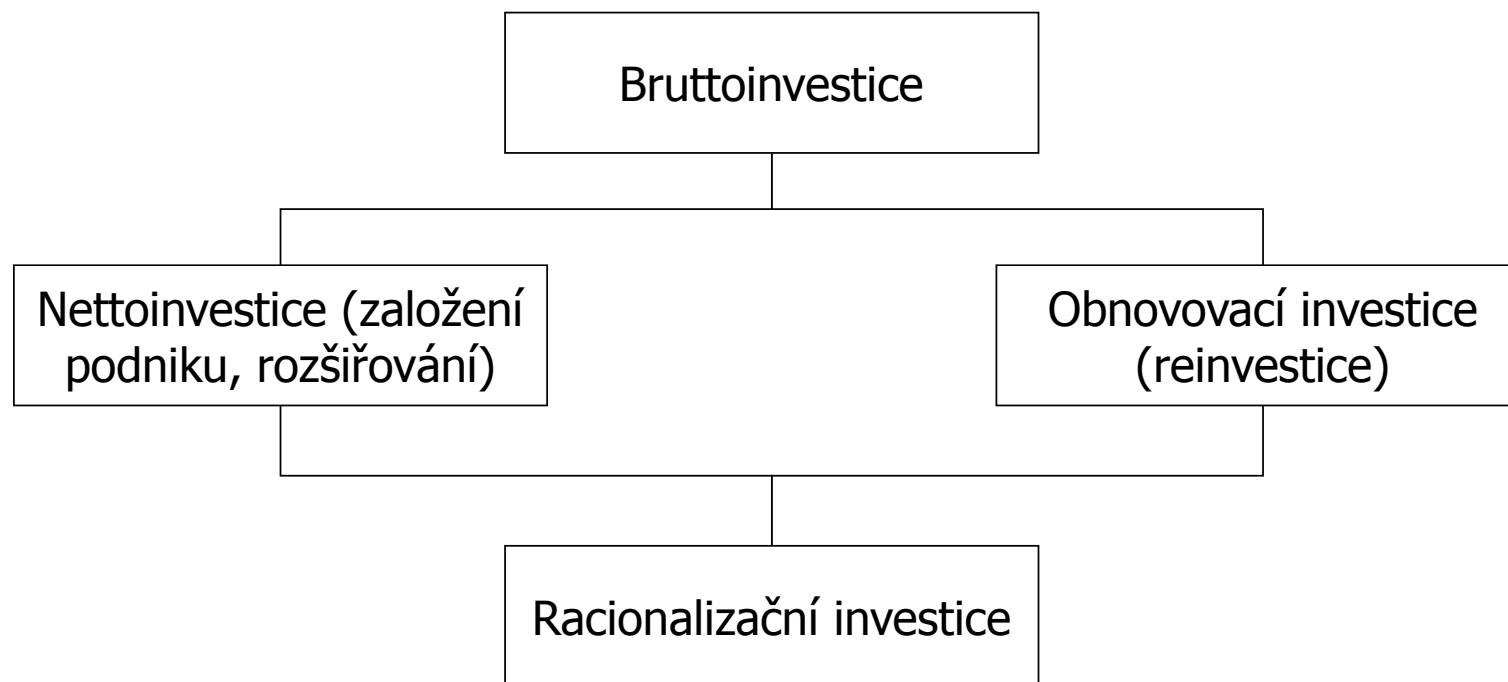 Bruttoinvestice
Nettoinvestice (založení
podniku, rozšiřování)
Obnovovací investice
(reinvestice)
Racionalizační investice